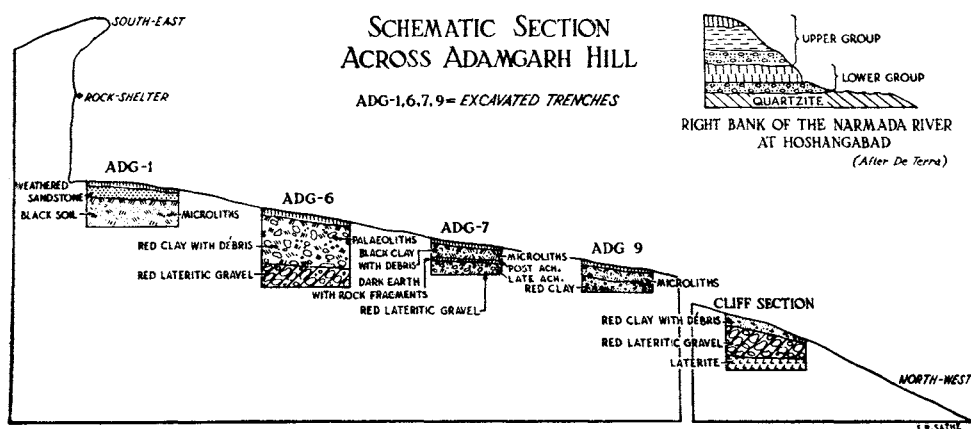 SCHEMATIC SECTION
ACROSS ADAMGARH HILL
ADG-1,6,7,9= EXCAVATED TRENCHES
SOUTH-EAST
ROCK-SHELTER
UPPER GROUP
LOWER GROUP
QUARTZITE
RIGHT BANK OF THE NARMADA RIVER
AT HOSHANGABAD
(After De Terra)
ADG-1
WEATHERED
SANDSTONE
BLACK SOIL
MICROLITHS
ADG-6
PALAEOLITHS
RED CLAY WITH DÉBRIS
RED LATERITIC GRAVEL
ADG-7
BLACK CLAY
WITH DEBRIS
DARK EARTH
WITH ROCK FRAGMENTS
RED LATERITIC GRAVEL
MICROLITHS
POST ACH.
LATE ACH.
ADG 9
RED CLAY
MICROLITHS
CLIFF SECTION
RED CLAY WITH DÉBRIS
RED LATERITIC GRAVEL
LATERITE
NORTH-WEST
S.R. SATHE